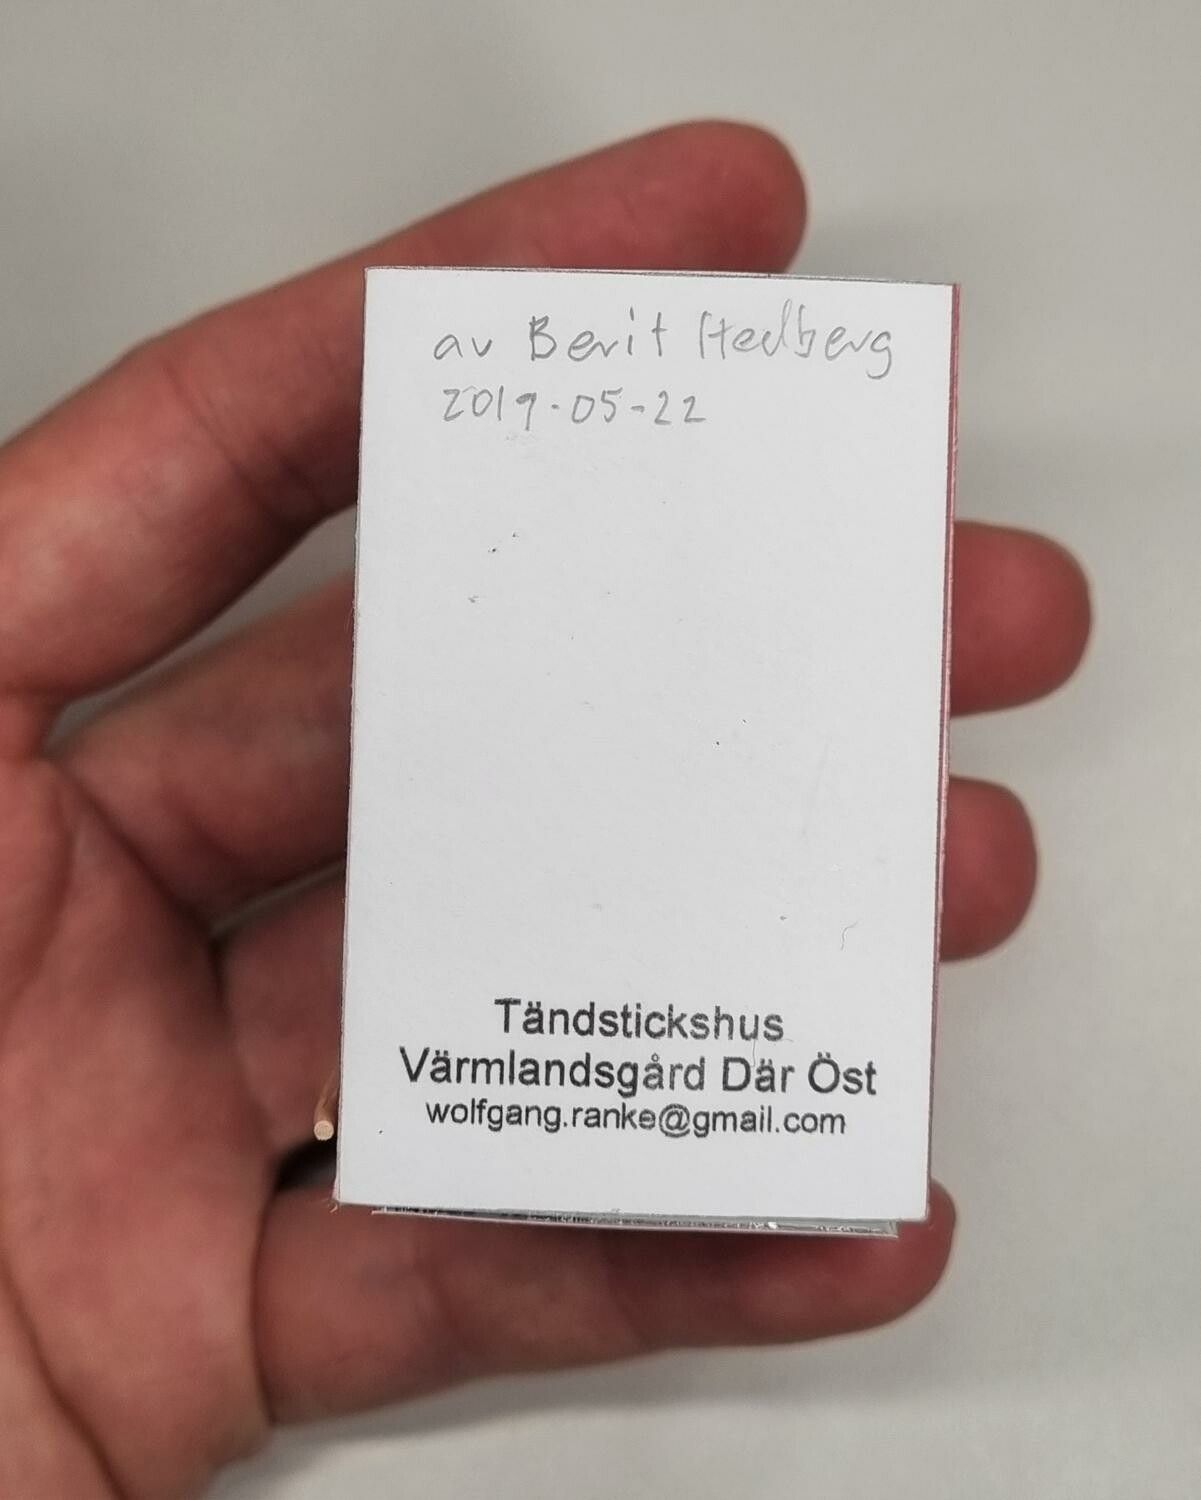 av Berit Hedberg
2019-05-22
Tändstickshus
Värmlandsgård Där Öst
wolfgang.ranke@gmail.com